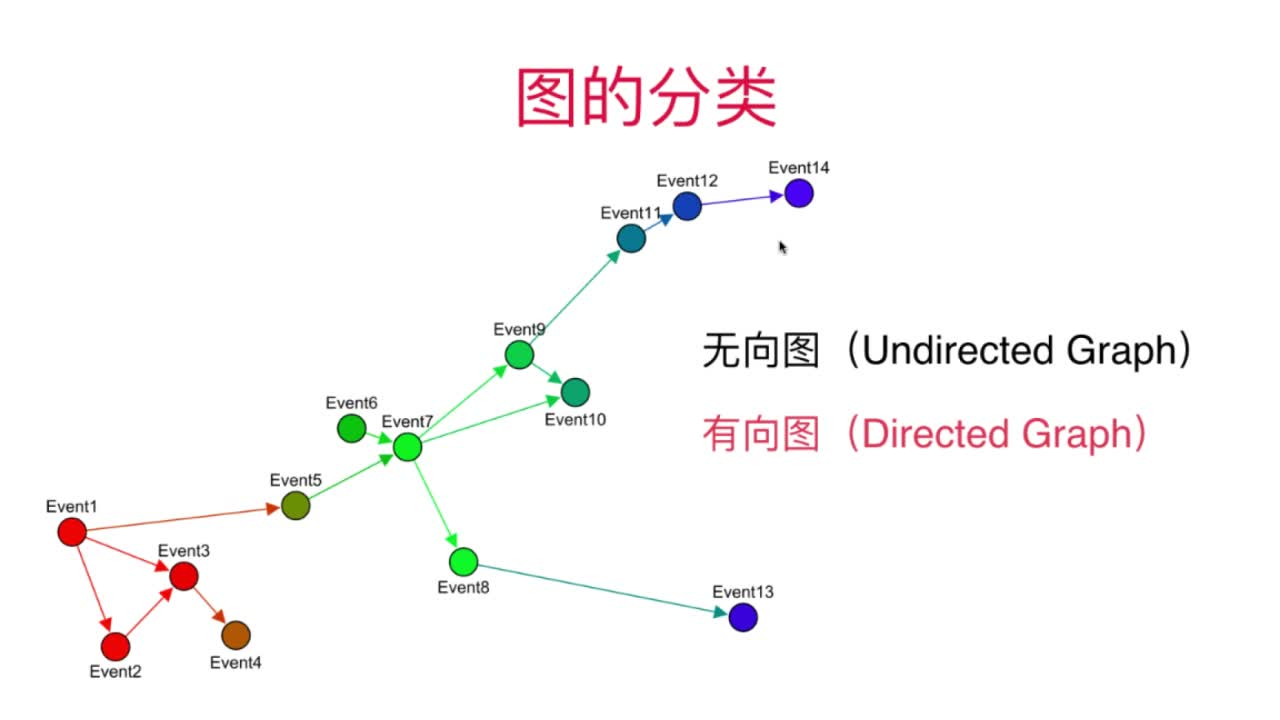 图的分类
Event14
Event12
Event11
Event9
无向图（Undirected Graph）
Event6
Event7
Event10
有向图（Directed Graph）
Event5
Event1
Event3
Event8
Event13
Event4
Event2